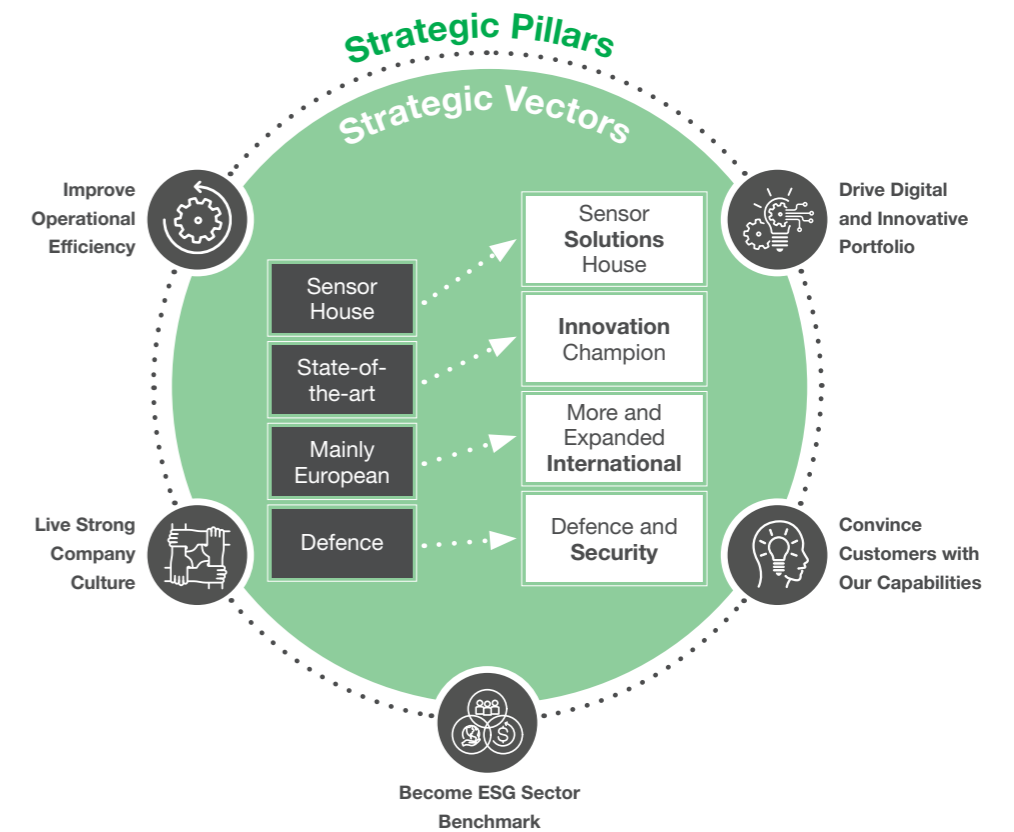 Strategic Pillars
Strategic Vectors
Improve
Operational
Efficiency
Drive Digital
and Innovative
Portfolio
Sensor
House
State-of-
the-art
Mainly
European
Defence
Sensor
Solutions
House
Innovation
Champion
More and
Expanded
International
Defence and
Security
Live Strong
Company
Culture
Convince
Customers with
Our Capabilities
Become ESG Sector
Benchmark